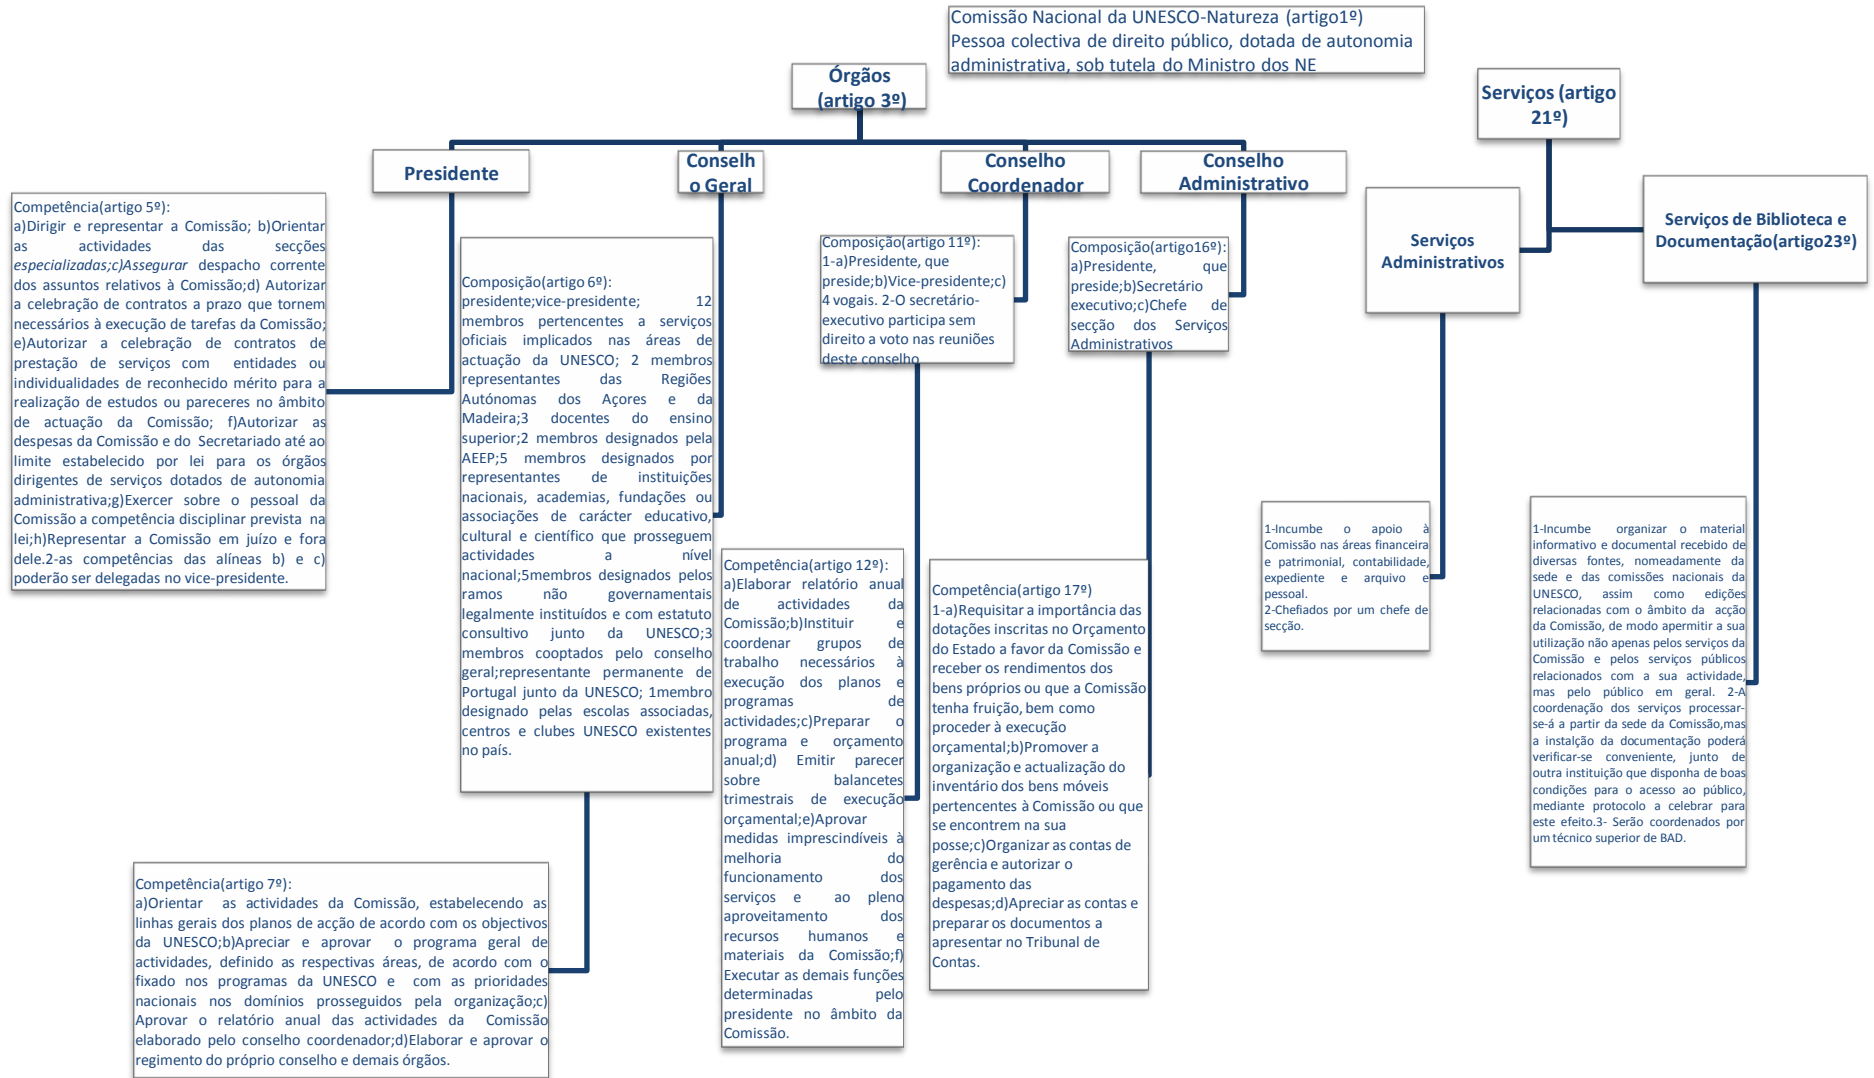 Comissão Nacional da UNESCO-Natureza (artigo1º)
Pessoa colectiva de direito público, dotada de autonomia
administrativa, sob tutela do Ministro dos NE
Órgãos
(artigo 3º)
Serviços (artigo
21º)
Presidente
Conselh
o Geral
Conselho
Coordenador
Conselho
Administrativo
Serviços
Administrativos
Serviços de Biblioteca e
Documentação(artigo23º)
Competência(artigo 5º):
a)Dirigir e representar a Comissão; b)Orientar
as actividades das secções
especializadas;c)Assegurar despacho corrente
dos assuntos relativos à Comissão;d) Autorizar
a celebração de contratos a prazo que tornem
necessários à execução de tarefas da Comissão;
e)Autorizar a celebração de contratos de
prestação de serviços com entidades ou
individualidades de reconhecido mérito para a
realização de estudos ou pareceres no âmbito
de actuação da Comissão; f)Autorizar as
despesas da Comissão e do Secretariado até ao
limite estabelecido por lei para os órgãos
dirigentes de serviços dotados de autonomia
administrativa;g)Exercer sobre o pessoal da
Comissão a competência disciplinar prevista na
lei;h)Representar a Comissão em juízo e fora
dele.2-as competências das alíneas b) e c)
poderão ser delegadas no vice-presidente.
Composição(artigo 6º):
presidente;vice-presidente; 12
membros pertencentes a serviços
oficiais implicados nas áreas de
actuação da UNESCO; 2 membros
representantes das Regiões
Autónomas dos Açores e da
Madeira;3 docentes do ensino
superior;2 membros designados pela
AEEP;5 membros designados por
representantes de instituições
nacionais, academias, fundações ou
associações de carácter educativo,
cultural e científico que prosseguem
actividades a nível
nacional;5membros designados pelos
ramos não governamentais
legalmente instituídos e com estatuto
consultivo junto da UNESCO;3
membros cooptados pelo conselho
geral;representante permanente de
Portugal junto da UNESCO; 1membro
designado pelas escolas associadas,
centros e clubes UNESCO existentes
no país.
Competência(artigo 7º):
a)Orientar as actividades da Comissão, estabelecendo as
linhas gerais dos planos de acção de acordo com os objectivos
da UNESCO;b)Apreciar e aprovar o programa geral de
actividades, definido as respectivas áreas, de acordo com o
fixado nos programas da UNESCO e com as prioridades
nacionais nos domínios prosseguidos pela organização;c)
Aprovar o relatório anual das actividades da Comissão
elaborado pelo conselho coordenador;d)Elaborar e aprovar o
regimento do próprio conselho e demais órgãos.
Composição(artigo 11º):
1-a)Presidente, que
preside;b)Vice-presidente;c)
4 vogais. 2-O secretário-
executivo participa sem
direito a voto nas reuniões
deste conselho
Competência(artigo 12º):
a)Elaborar relatório anual
de actividades da
Comissão;b)Instituir e
coordenar grupos de
trabalho necessários à
execução dos planos e
programas de
actividades;c)Preparar o
programa e orçamento
anual;d) Emitir parecer
sobre balancetes
trimestrais de execução
orçamental;e)Aprovar
medidas imprescindíveis à
melhoria do
funcionamento dos
serviços e ao pleno
aproveitamento dos
recursos humanos e
materiais da Comissão;f)
Executar as demais funções
determinadas pelo
presidente no âmbito da
Comissão.
Composição(artigo16º):
a)Presidente, que
preside;b)Secretário
executivo;c)Chefe de
secção dos Serviços
Administrativos
Competência(artigo 17º)
1-a)Requisitar a importância das
dotações inscritas no Orçamento
do Estado a favor da Comissão e
receber os rendimentos dos
bens próprios ou que a Comissão
tenha fruição, bem como
proceder à execução
orçamental;b)Promover a
organização e actualização do
inventário dos bens móveis
pertencentes à Comissão ou que
se encontrem na sua
posse;c)Organizar as contas de
gerência e autorizar o
pagamento das
despesas;d)Apreciar as contas e
preparar os documentos a
apresentar no Tribunal de
Contas.
1-Incumbe o apoio à
Comissão nas áreas financeira
e patrimonial, contabilidade,
expediente e arquivo e
pessoal.
2-Chefiados por um chefe de
secção.
1-Incumbe organizar o material
informativo e documental recebido de
diversas fontes, nomeadamente da
sede e das comissões nacionais da
UNESCO, assim como edições
relacionadas com o âmbito da acção
da Comissão, de modo apermitir a sua
utilização não apenas pelos serviços da
Comissão e pelos serviços públicos
relacionados com a sua actividade,
mas pelo público em geral. 2-A
coordenação dos serviços processar-
se-á a partir da sede da Comissão,mas
a instalção da documentação poderá
verificar-se conveniente, junto de
outra instituição que disponha de boas
condições para o acesso ao público,
mediante protocolo a celebrar para
este efeito.3- Serão coordenados por
um técnico superior de BAD.